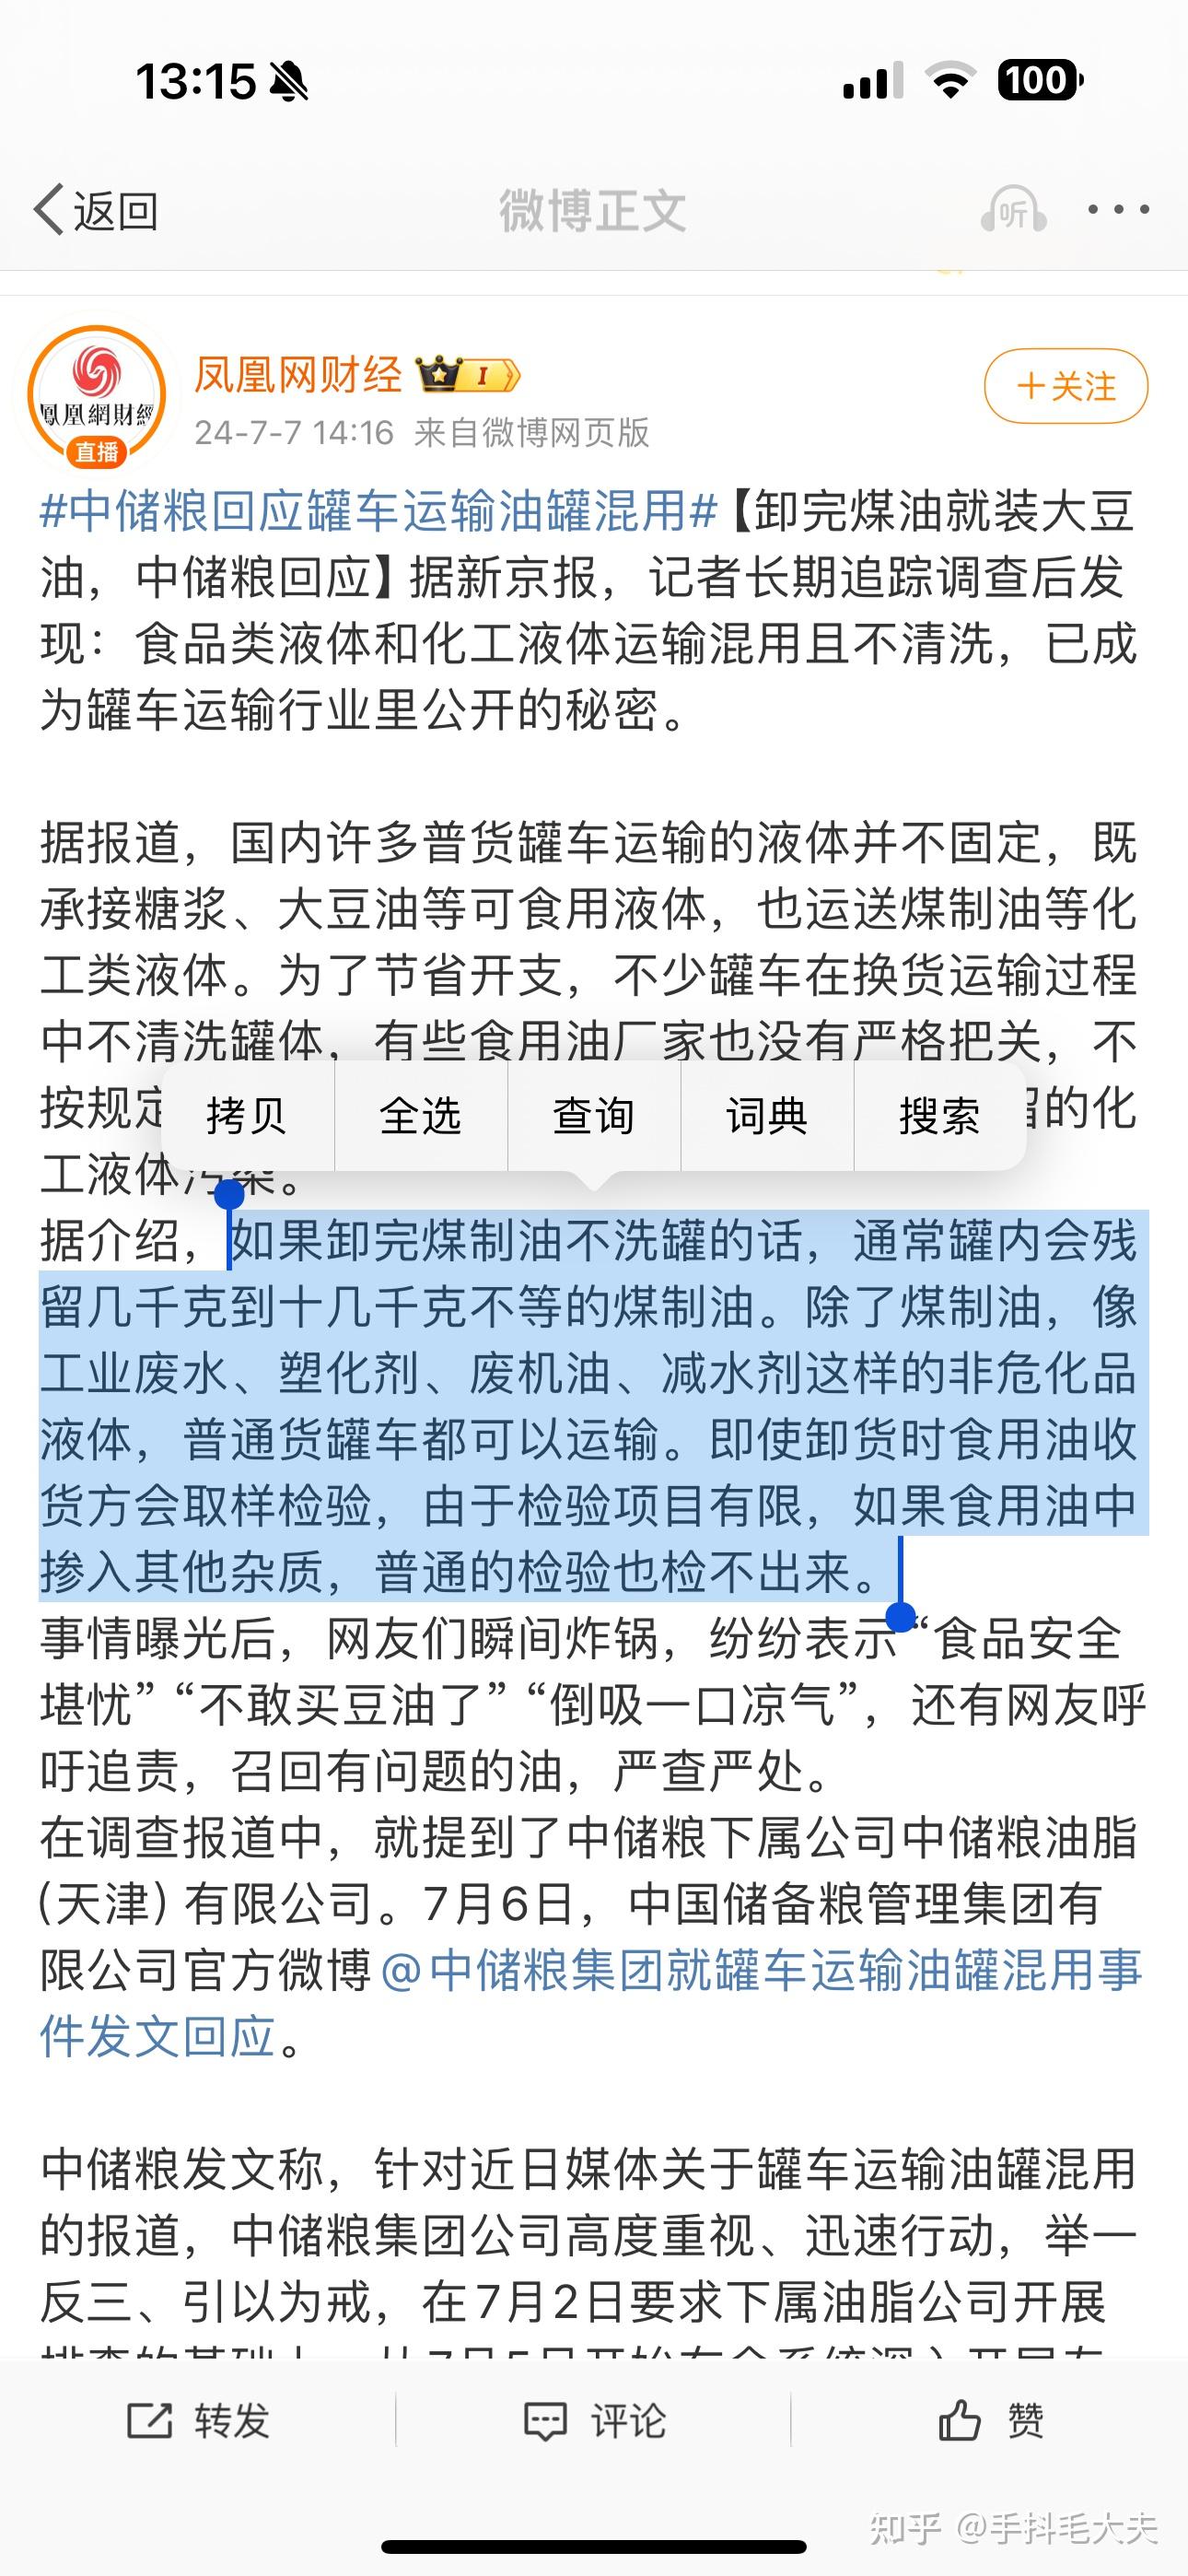 13:15
100
返回
微博正文
听
凤凰网财经
I
鳳凰網財經
直播
24-7-7 14:16 来自微博网页版
+关注
#中储粮回应罐车运输油罐混用#【卸完煤油就装大豆
油，中储粮回应】据新京报，记者长期追踪调查后发
现：食品类液体和化工液体运输混用且不清洗，已成
为罐车运输行业里公开的秘密。
据报道，国内许多普货罐车运输的液体并不固定，既
承接糖浆、大豆油等可食用液体，也运送煤制油等化
工类液体。为了节省开支，不少罐车在换货运输过程
中不清洗罐体，有些食用油厂家也没有严格把关，不
按规定
留的化
拷贝
全选
查询
词典
搜索
工液体污染。
据介绍，如果卸完煤制油不洗罐的话，通常罐内会残
留几千克到十几千克不等的煤制油。除了煤制油，像
工业废水、塑化剂、废机油、减水剂这样的非危化品
液体，普通货罐车都可以运输。即使卸货时食用油收
货方会取样检验，由于检验项目有限，如果食用油中
掺入其他杂质，普通的检验也检不出来。
事情曝光后，网友们瞬间炸锅，纷纷表示“食品安全
堪忧”“不敢买豆油了”“倒吸一口凉气”，还有网友呼
吁追责，召回有问题的油，严查严处。
在调查报道中，就提到了中储粮下属公司中储粮油脂
(天津) 有限公司。7月6日，中国储备粮管理集团有
限公司官方微博@中储粮集团就罐车运输油罐混用事
件发文回应。
中储粮发文称，针对近日媒体关于罐车运输油罐混用
的报道，中储粮集团公司高度重视、迅速行动，举一
反三、引以为戒，在7月2日要求下属油脂公司开展
转发
评论
赞
知乎 @手抖毛大夫